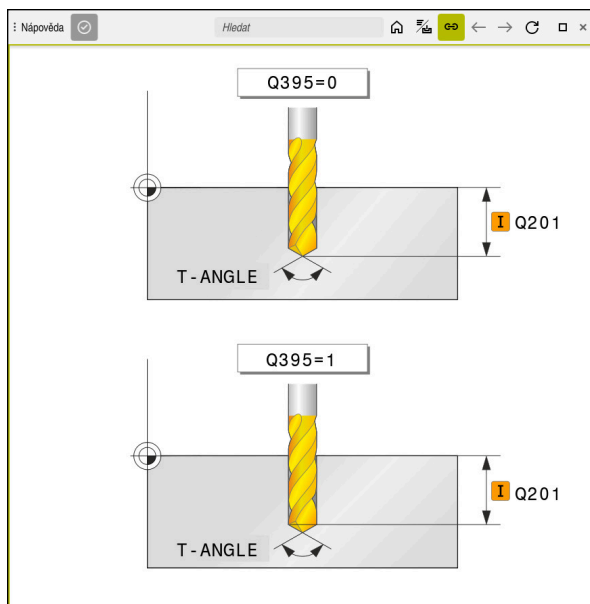 Nápověda
Hledat
Q395=0
I Q201
T-ANGLE
Q395=1
I Q201
T-ANGLE